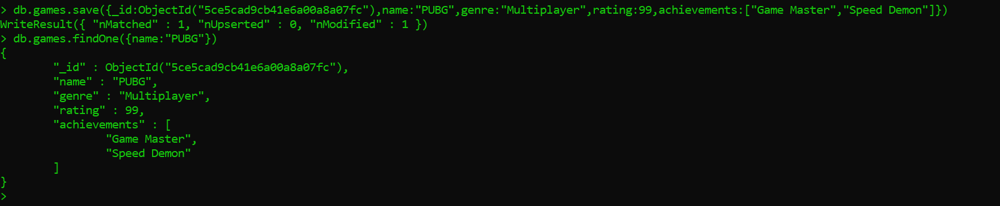 > db.games.save({_id:ObjectId("5ce5cad9cb41e6a00a8a07fc"),name:"PUBG",genre:"Multiplayer",rating:99,achievements:["Game Master","Speed Demon"]})
WriteResult({ "nMatched" : 1, "nUpserted" : 0, "nModified" : 1 })
> db.games.findOne({name:"PUBG"})
{
        "_id" : ObjectId("5ce5cad9cb41e6a00a8a07fc"),
        "name" : "PUBG",
        "genre" : "Multiplayer",
        "rating" : 99,
        "achievements" : [
                "Game Master",
                "Speed Demon"
        ]
}
>